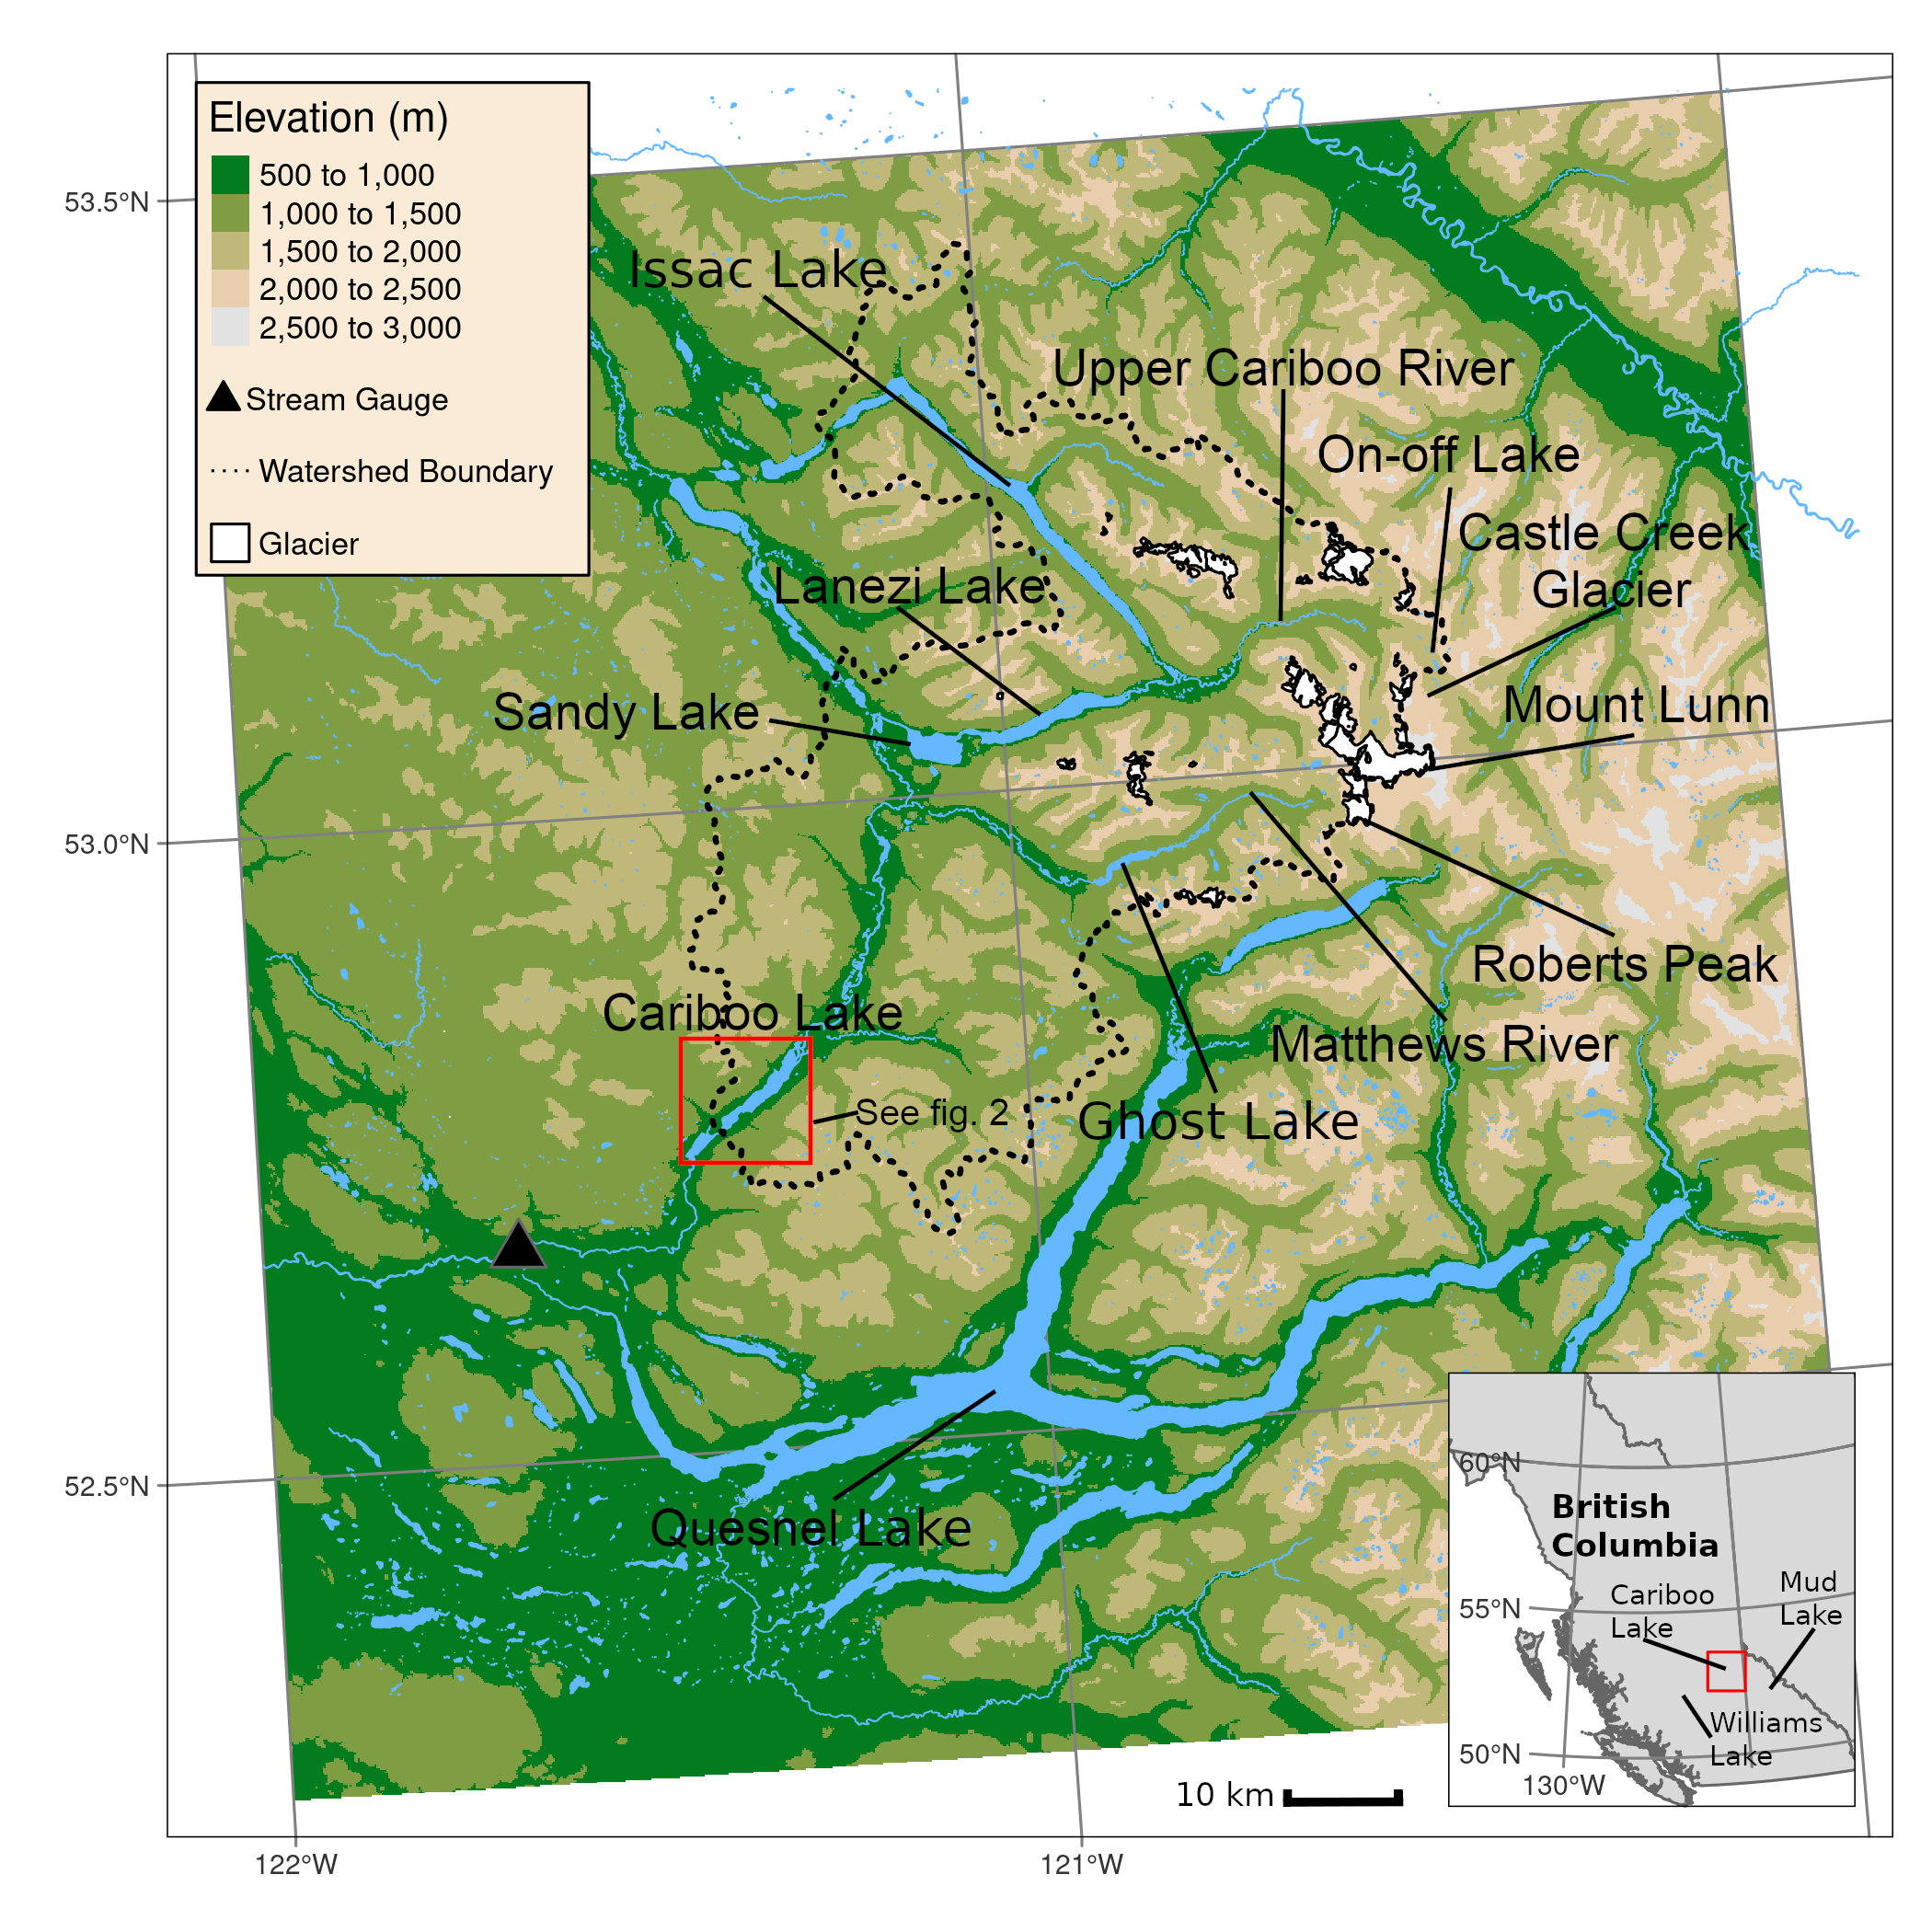 Elevation (m)
500 to 1,000
1,000 to 1,500
1,500 to 2,000
2,000 to 2,500
2,500 to 3,000
Stream Gauge
Watershed Boundary
Glacier
53.5°N
53.0°N
52.5°N
122°W
121°W
Issac Lake
Upper Cariboo River
On-off Lake
Castle Creek
Glacier
Lanezi Lake
Sandy Lake
Mount Lunn
Roberts Peak
Cariboo Lake
Matthews River
See fig. 2
Ghost Lake
Quesnel Lake
10 km
60°N
British
Columbia
Cariboo
Lake
Mud
Lake
55°N
Williams
Lake
50°N
130°W